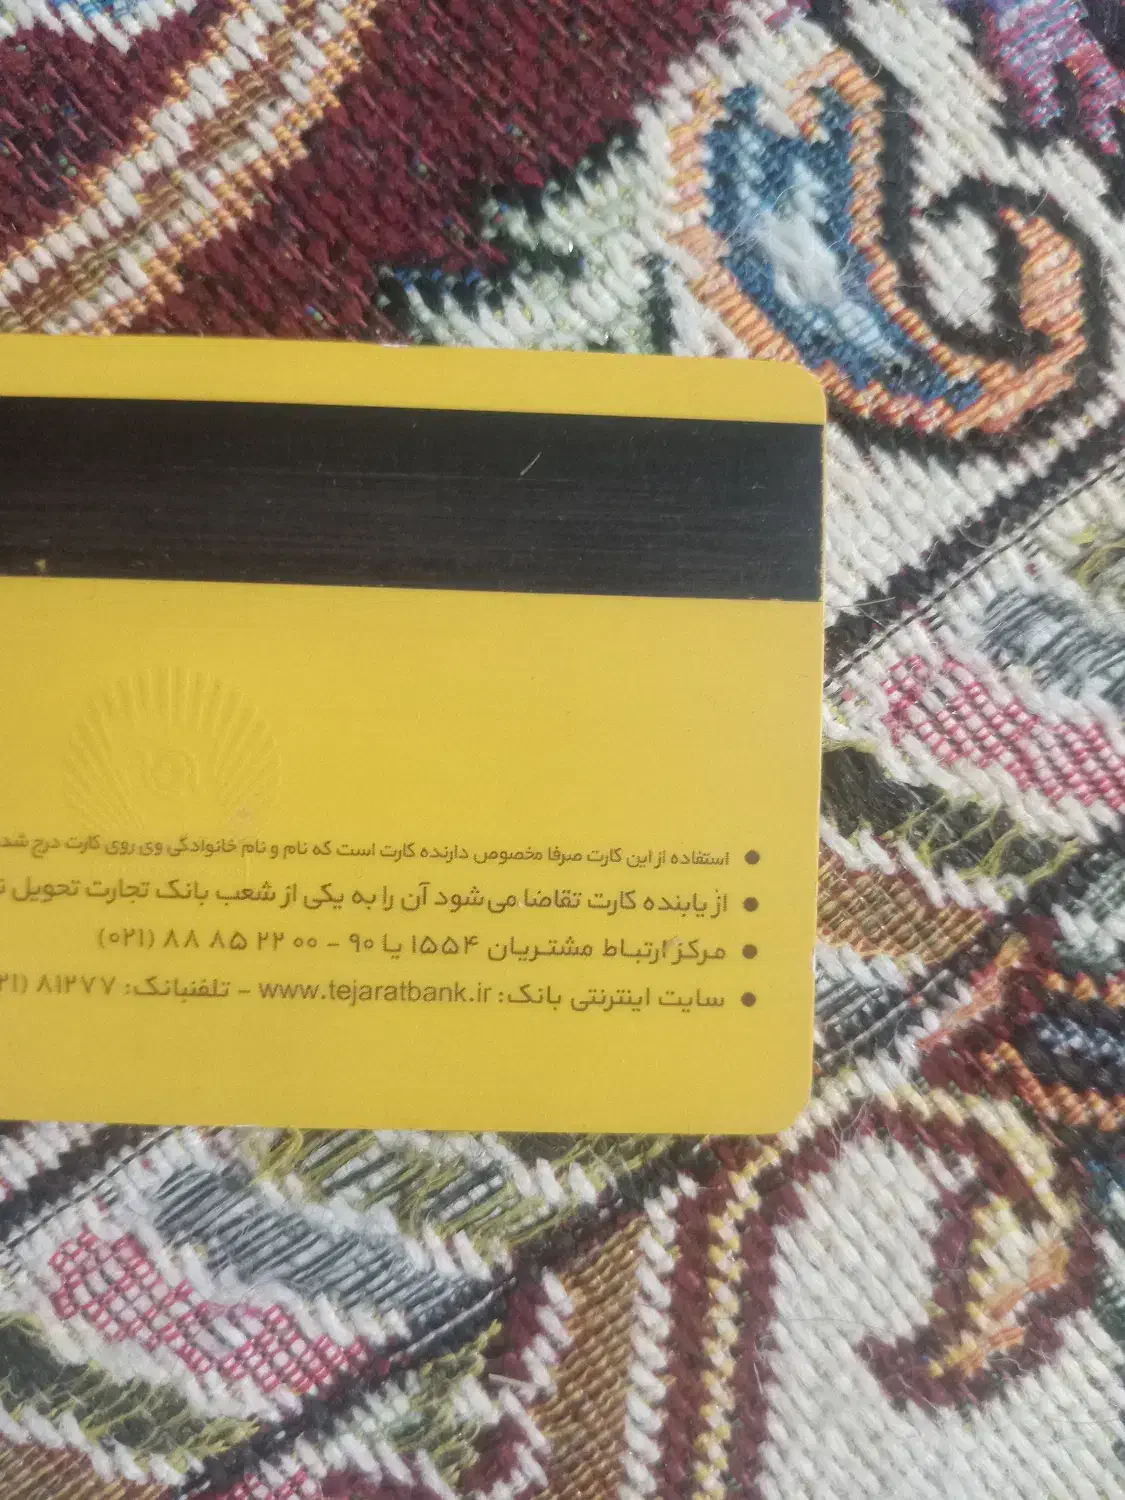 استفاده از این کارت صرفا مخصوص دارنده کارت است که نام و نام خانوادگی وی روی کارت درج
از یابنده کارت تقاضا می‌شود آن را به یکی از شعب بانک تجارت تحویل
مرکز ارتباط مشتریان ۱۵۵۴ یا ۹۰ - ۰۰ ۲۲ ۸۵ ۸۸ (۰۲۱)
سایت اینترنتی بانک: www.tejaratbank.ir - تلفنبانک: ۸۱۲۷۷